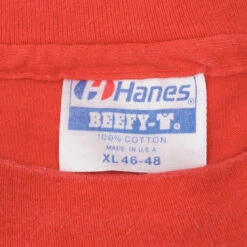 Hanes®
BEEFY-T®
100% COTTON
MADE IN U.S.A
XL 46-48